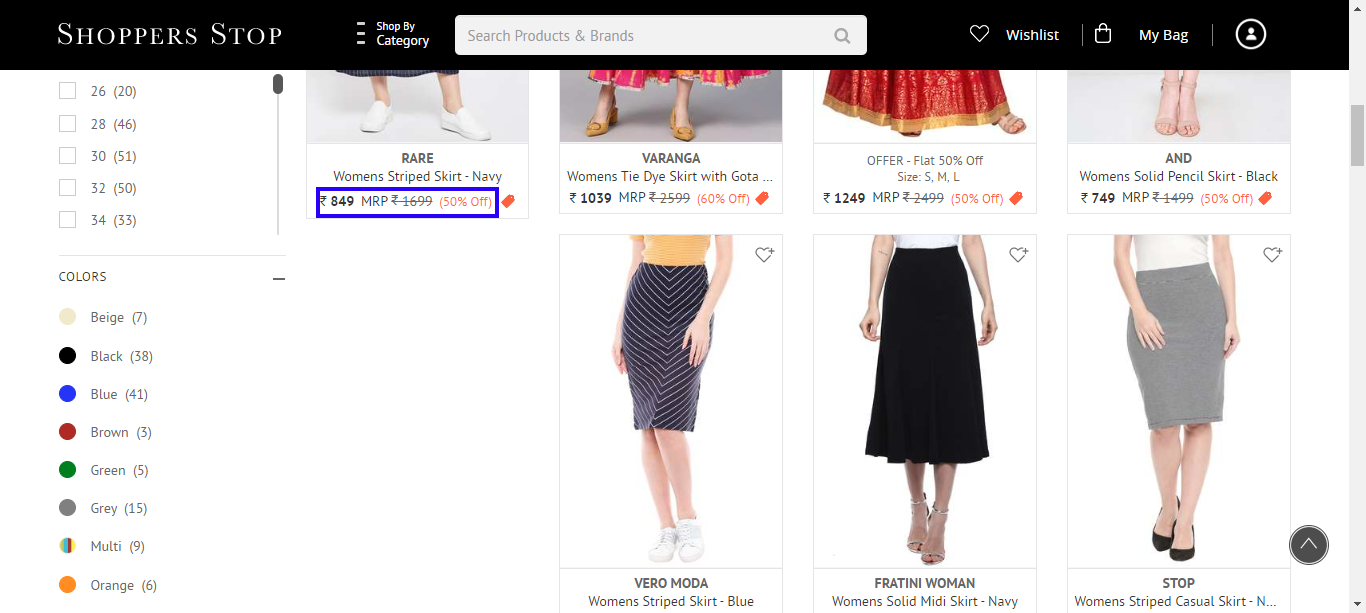 SHOPPERS STOP
Shop By
Category
Search Products & Brands
Wishlist
My Bag
26 (20)
28 (46)
30 (51)
32 (50)
34 (33)
COLORS
Beige (7)
Black (38)
Blue (41)
Brown (3)
Green (5)
Grey (15)
Multi (9)
Orange (6)
RARE
Womens Striped Skirt - Navy
₹ 849 MRP ₹ 1699 (50% Off)
VARANGA
Womens Tie Dye Skirt with Gota ...
₹ 1039 MRP ₹ 2599 (60% Off)
OFFER - Flat 50% Off
Size: S, M, L
₹ 1249 MRP ₹ 2499 (50% Off)
AND
Womens Solid Pencil Skirt - Black
₹ 749 MRP ₹ 1499 (50% Off)
VERO MODA
Womens Striped Skirt - Blue
FRATINI WOMAN
Womens Solid Midi Skirt - Navy
STOP
Womens Striped Casual Skirt - N...